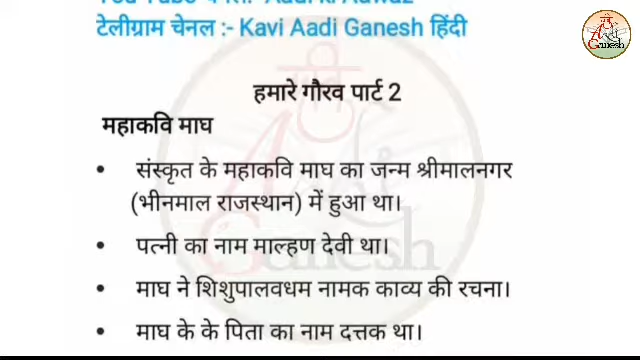 टेलीग्राम चेनल :- Kavi Aadi Ganesh हिंदी
हमारे गौरव पार्ट 2
महाकवि माघ
• संस्कृत के महाकवि माघ का जन्म श्रीमालनगर
(भीनमाल राजस्थान) में हुआ था।
• पत्नी का नाम माल्हण देवी था।
• माघ ने शिशुपालवधम नामक काव्य की रचना।
• माघ के के पिता का नाम दत्तक था।